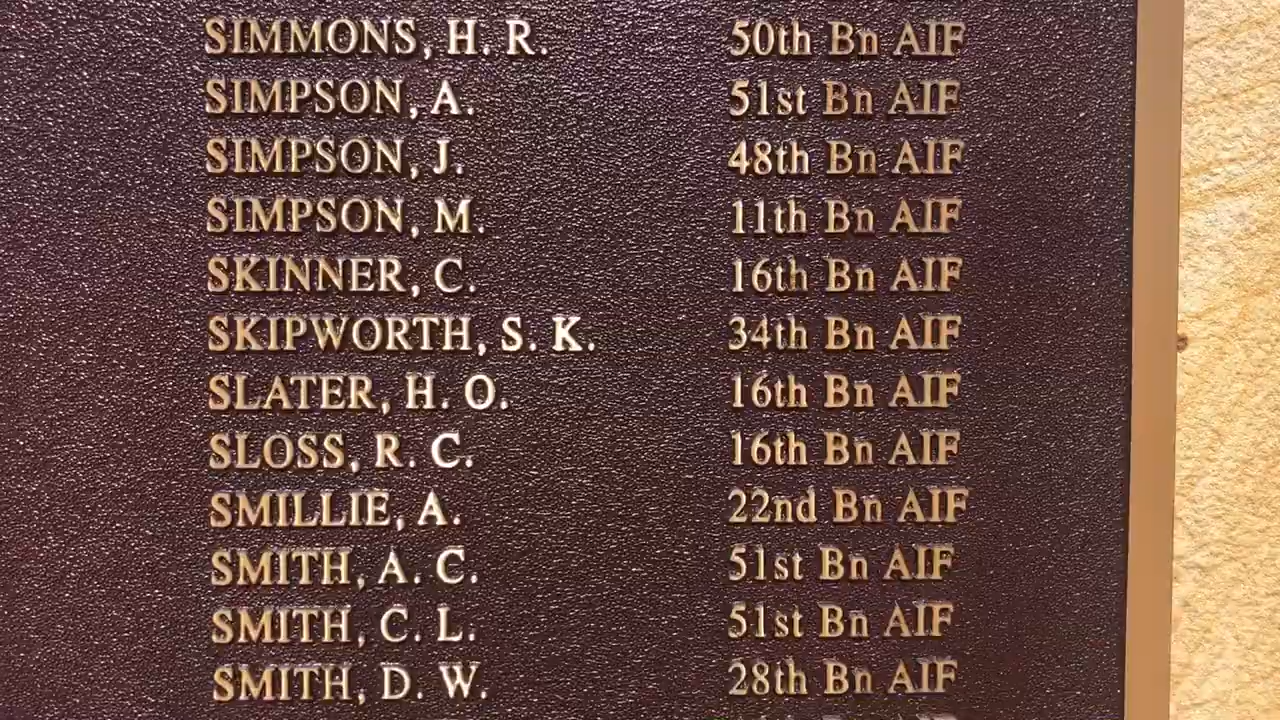 SIMMONS, H. R. 50th Bn AIF
SIMPSON, A. 51st Bn AIF
SIMPSON, J. 48th Bn AIF
SIMPSON, M. 11th Bn AIF
SKINNER, C. 16th Bn AIF
SKIPWORTH, S. K. 34th Bn AIF
SLATER, H. O. 16th Bn AIF
SLOSS, R. C. 16th Bn AIF
SMILLIE, A. 22nd Bn AIF
SMITH, A. C. 51st Bn AIF
SMITH, C. L. 51st Bn AIF
SMITH, D. W. 28th Bn AIF